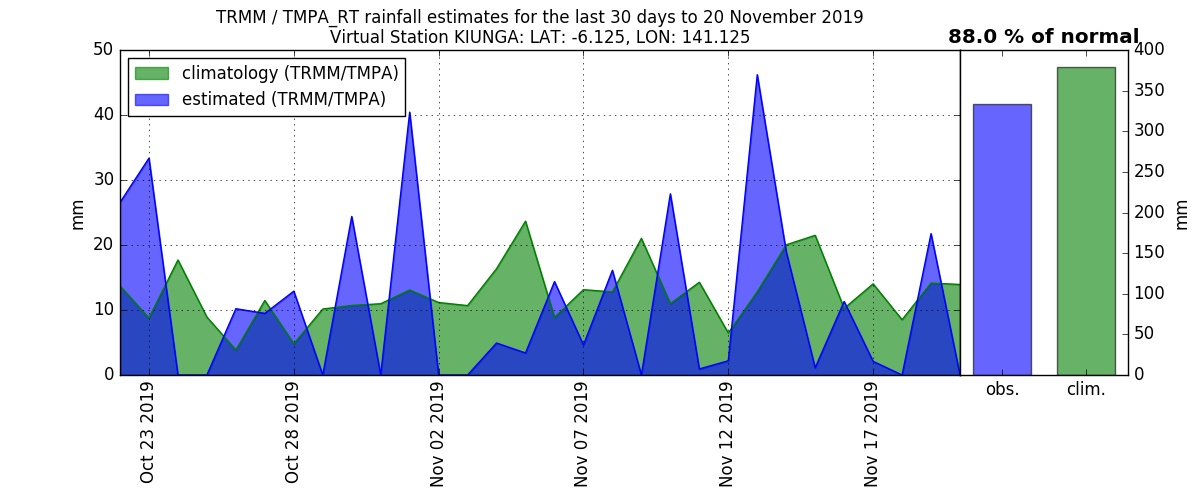 TRMM / TMPA_RT rainfall estimates for the last 30 days to 20 November 2019
Virtual Station KIUNGA: LAT: -6.125, LON: 141.125
88.0 % of normal
climatology (TRMM/TMPA)
estimated (TRMM/TMPA)
50
40
30
20
10
0
mm
Oct 23 2019
Oct 28 2019
Nov 02 2019
Nov 07 2019
Nov 12 2019
Nov 17 2019
obs.
clim.
400
350
300
250
200
150
100
50
0
mm